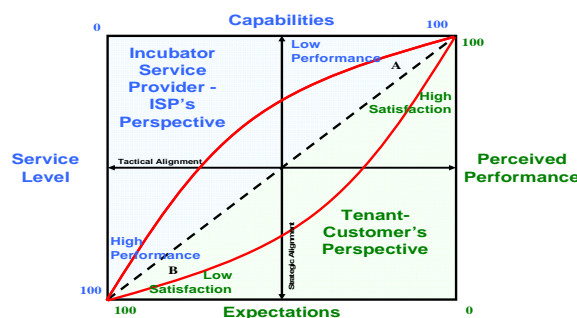 Capabilities
0
100
100
Incubator
Service
Provider -
ISP's
Perspective
Low
Performance
A
High
Satisfaction
Service
Level
Tactical Alignment
Perceived
Performance
Tenant-
Customer's
Perspective
Strategic Alignment
High
Performance
B
Low
Satisfaction
100
100
Expectations
0